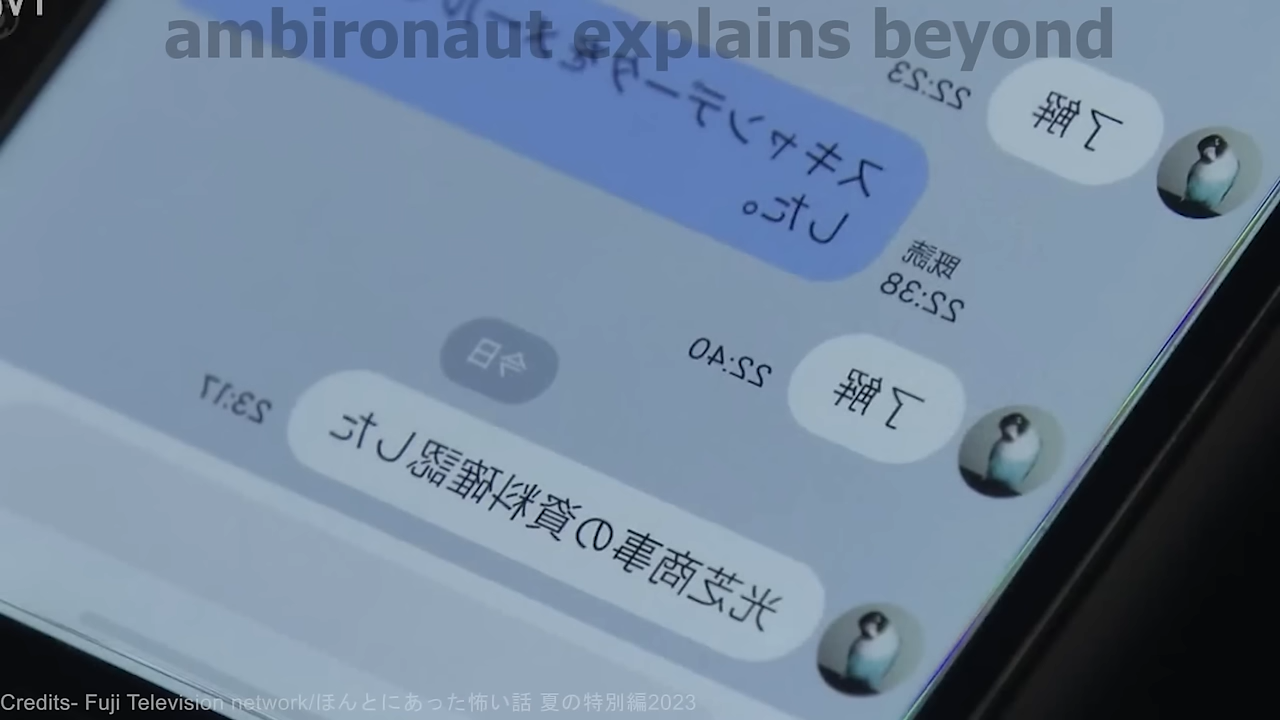 ambironaut explains beyond
22:23
了解
スキャンデータをメール
した。
既読
22:38
22:40
了解
今日
23:17
光芝商事の資料確認した
Credits- Fuji Television network/ほんとにあった怖い話 夏の特別編2023